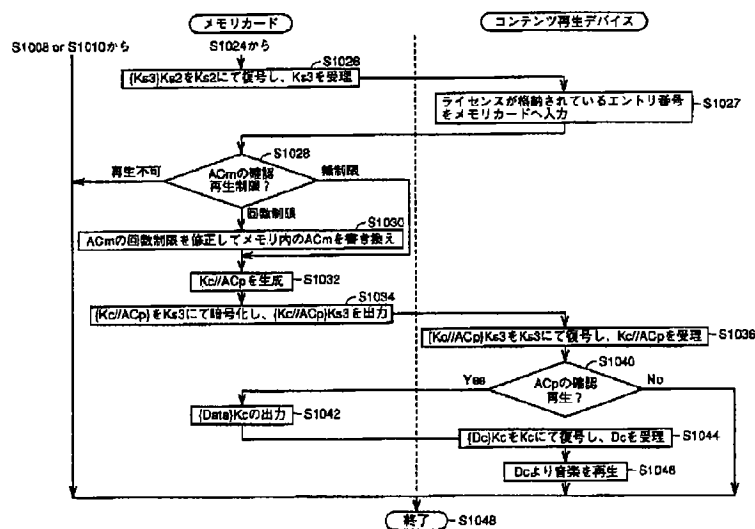 メモリカード
コンテンツ再生デバイス
S1008 or S1010から
S1024から
S1026
{Ks3}Ks2をKs2にて復号し、Ks3を受理
ライセンスが格納されているエントリ番号
をメモリカードへ入力
S1027
S1028
再生不可
ACmの確認
再生制限?
無制限
回数制限
S1030
ACmの回数制限を修正してメモリ内のACmを書き換え
Kc//ACpを生成
S1032
S1034
{Kc//ACp}をKs3にて暗号化し、{Kc//ACp}Ks3を出力
{Kc//ACp}Ks3をKs3にて復号し、Kc//ACpを受理
S1036
S1040
Yes
ACpの確認
再生?
No
{Data}Kcの出力
S1042
{Dc}KcをKcにて復号し、Dcを受理
S1044
Dcより音楽を再生
S1046
終了
S1048